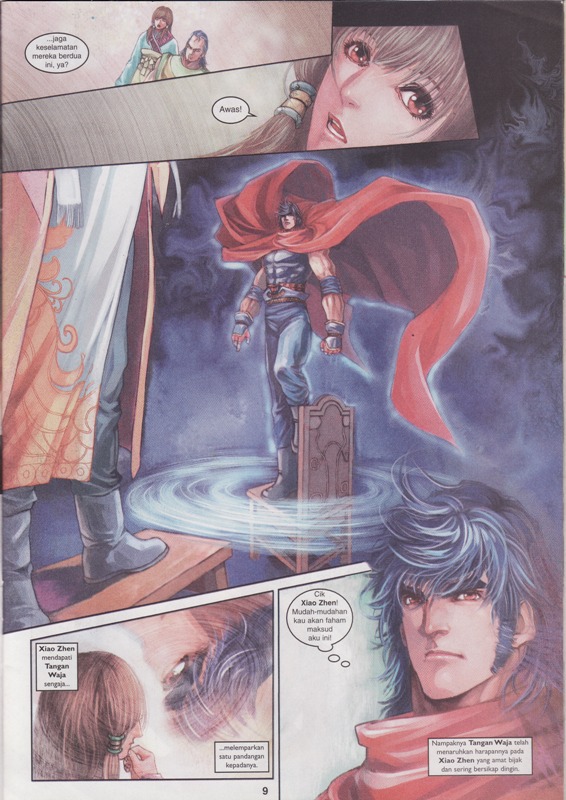 ...jaga
keselamatan
mereka berdua
ini, ya?
Awas!
Xiao Zhen
mendapati
Tangan
Waja
sengaja...
...melemparkan
satu pandangan
kepadanya.
Cik
Xiao Zhen!
Mudah-mudahan
kau akan faham
maksud
aku ini!
Nampaknya Tangan Waja telah
menaruhkan harapannya pada
Xiao Zhen yang amat bijak
dan sering bersikap dingin.
9